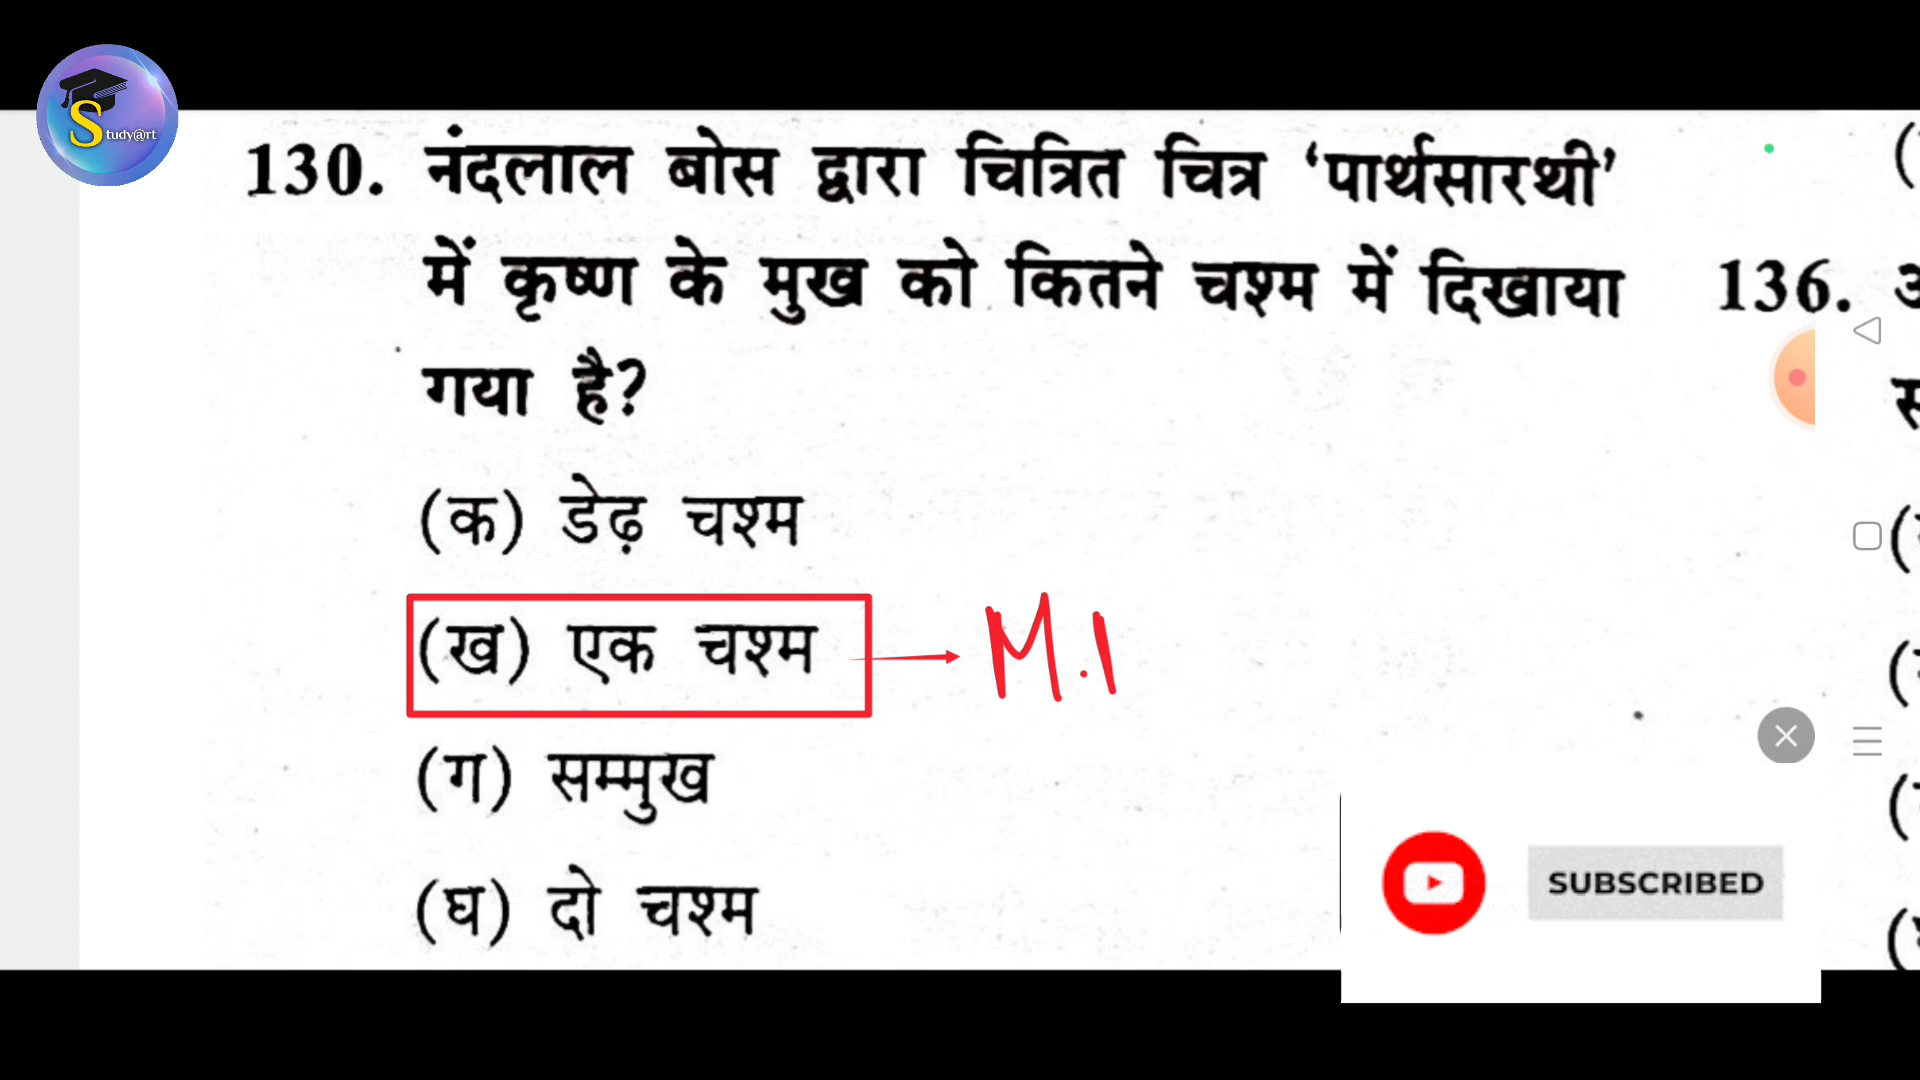 Study@rt
130. नंदलाल बोस द्वारा चित्रित चित्र ‘पार्थसारथी’
में कृष्ण के मुख को कितने चश्म में दिखाया
गया है?
(क) डेढ़ चश्म
(ख) एक चश्म → M.1
(ग) सम्मुख
(घ) दो चश्म
136.
SUBSCRIBED